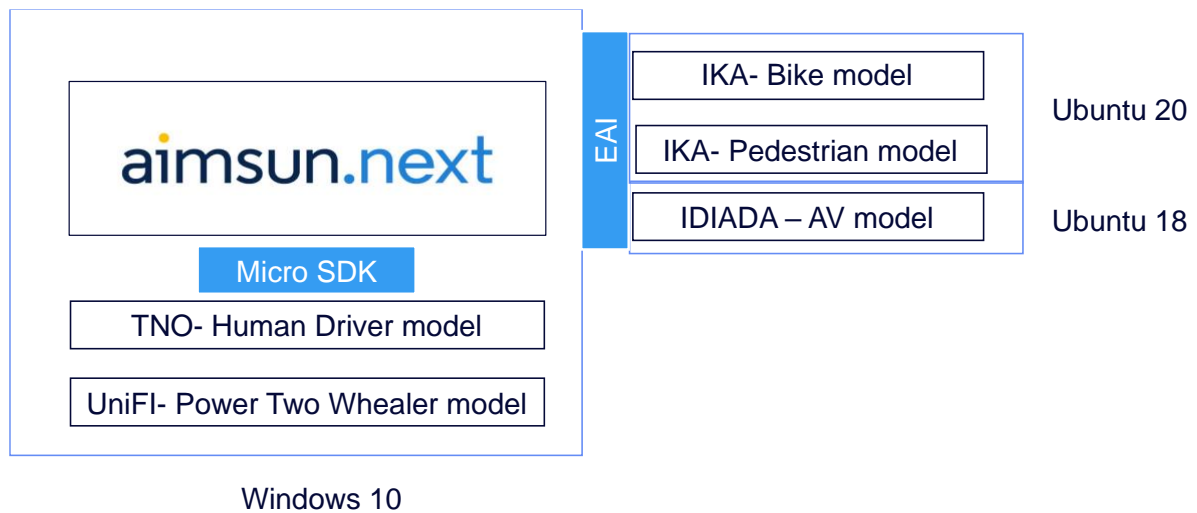 aimsun.next
Micro SDK
TNO- Human Driver model
UniFI- Power Two Whealer model
Windows 10
EAI
IKA- Bike model
IKA- Pedestrian model
Ubuntu 20
IDIADA – AV model
Ubuntu 18